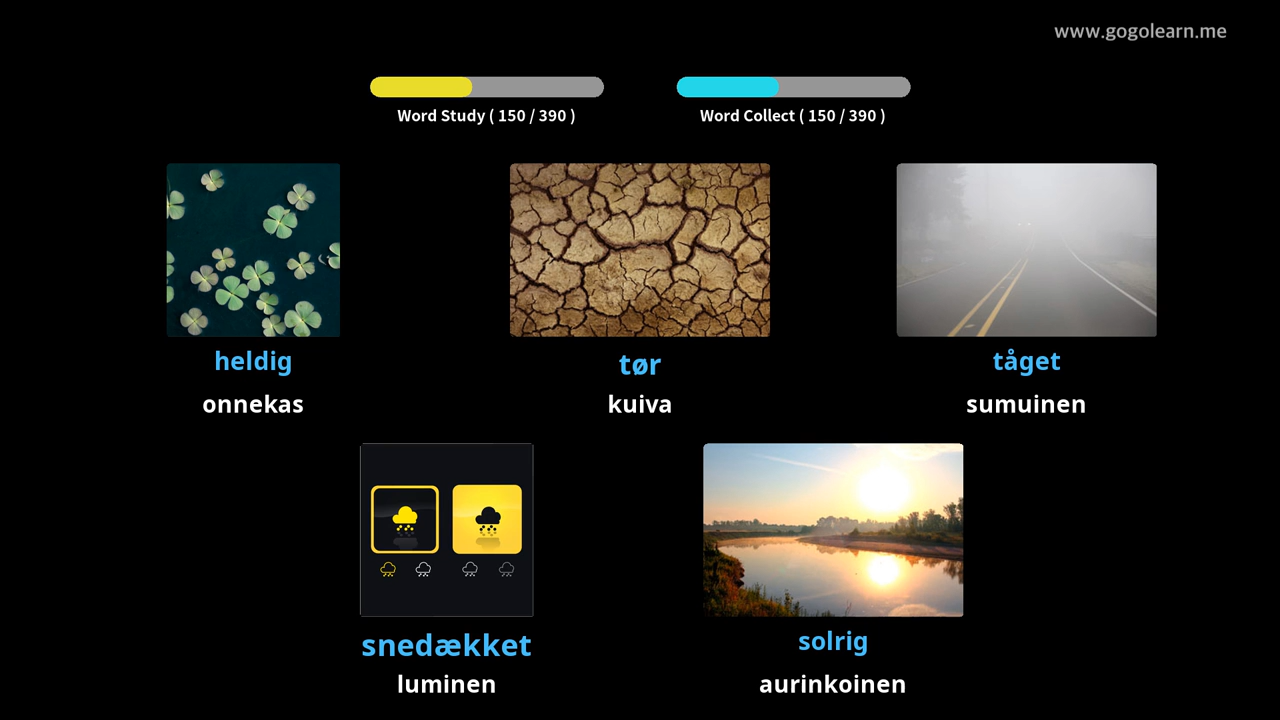 www.gogolearn.me
Word Study ( 150 / 390 )
Word Collect ( 150 / 390 )
heldig
onnekas
tør
kuiva
tåget
sumuinen
snedækket
luminen
solrig
aurinkoinen